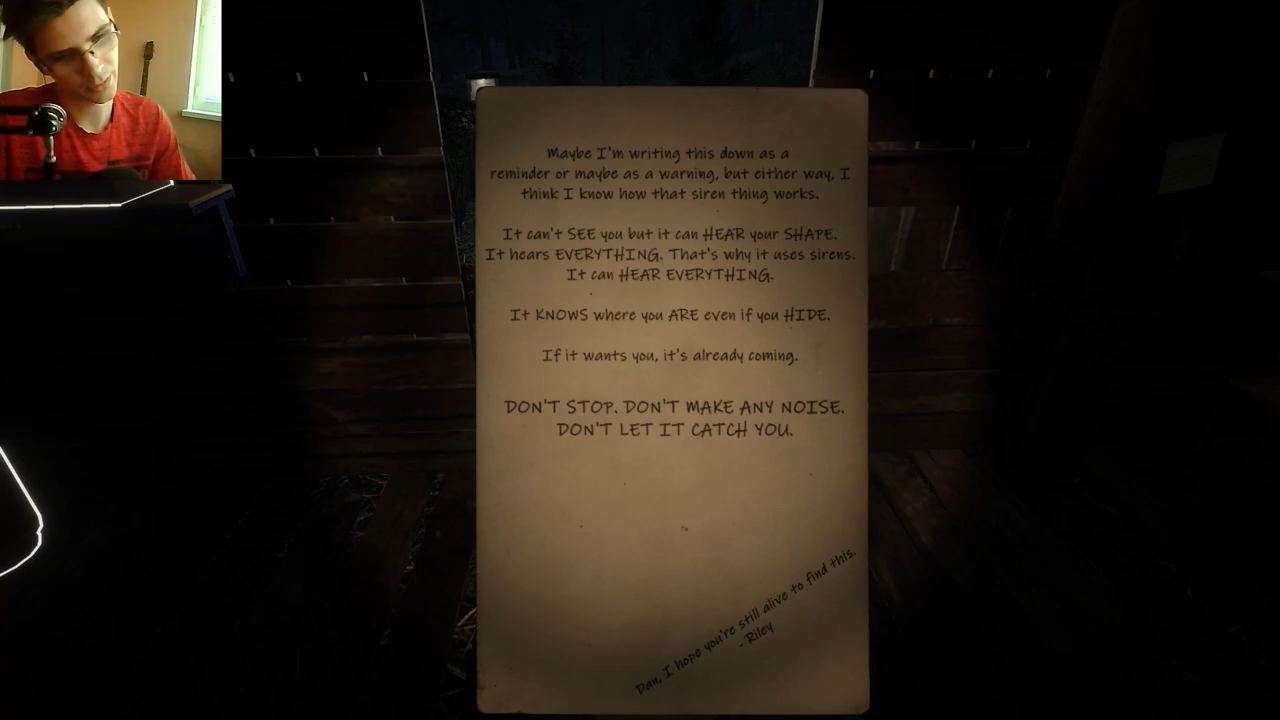 Maybe I'm writing this down as a
reminder or maybe as a warning, but either way, I
think I know how that siren thing works.
It can't SEE you but it can HEAR your SHAPE.
It hears EVERYTHING. That's why it uses sirens.
It can HEAR EVERYTHING.
It KNOWS where you ARE even if you HIDE.
If it wants you, it's already coming.
DON'T STOP. DON'T MAKE ANY NOISE.
DON'T LET IT CATCH YOU.
Dan, I hope you're still alive to find this.
- Riley